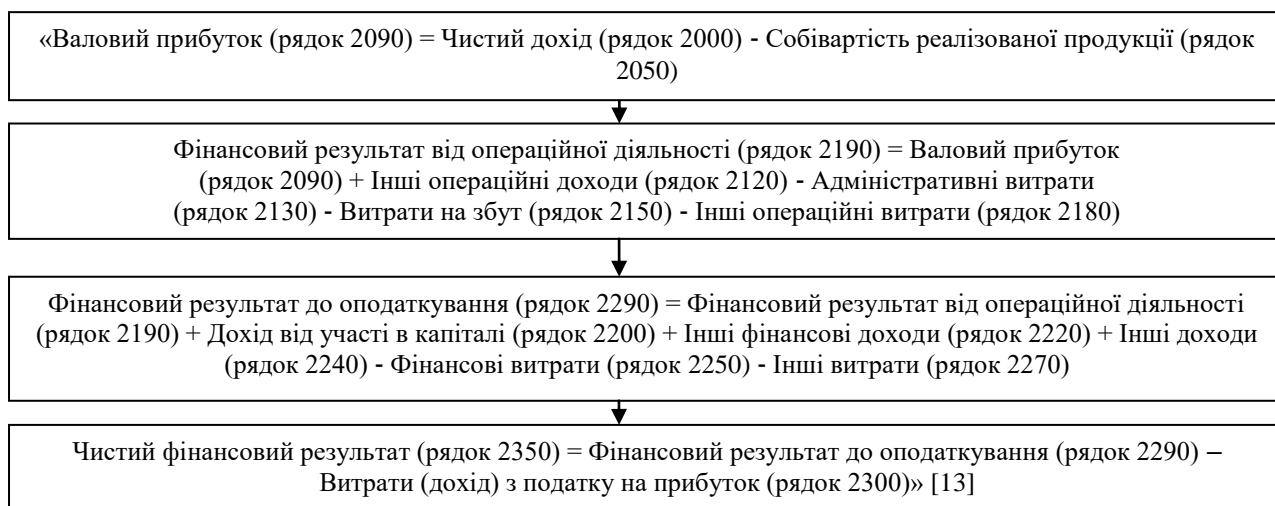 «Валовий прибуток (рядок 2090) = Чистий дохід (рядок 2000) - Собівартість реалізованої продукції (рядок
2050)
Фінансовий результат від операційної діяльності (рядок 2190) = Валовий прибуток
(рядок 2090) + Інші операційні доходи (рядок 2120) - Адміністративні витрати
(рядок 2130) - Витрати на збут (рядок 2150) - Інші операційні витрати (рядок 2180)
Фінансовий результат до оподаткування (рядок 2290) = Фінансовий результат від операційної діяльності
(рядок 2190) + Дохід від участі в капіталі (рядок 2200) + Інші фінансові доходи (рядок 2220) + Інші доходи
(рядок 2240) - Фінансові витрати (рядок 2250) - Інші витрати (рядок 2270)
Чистий фінансовий результат (рядок 2350) = Фінансовий результат до оподаткування (рядок 2290) –
Витрати (дохід) з податку на прибуток (рядок 2300)» [13]